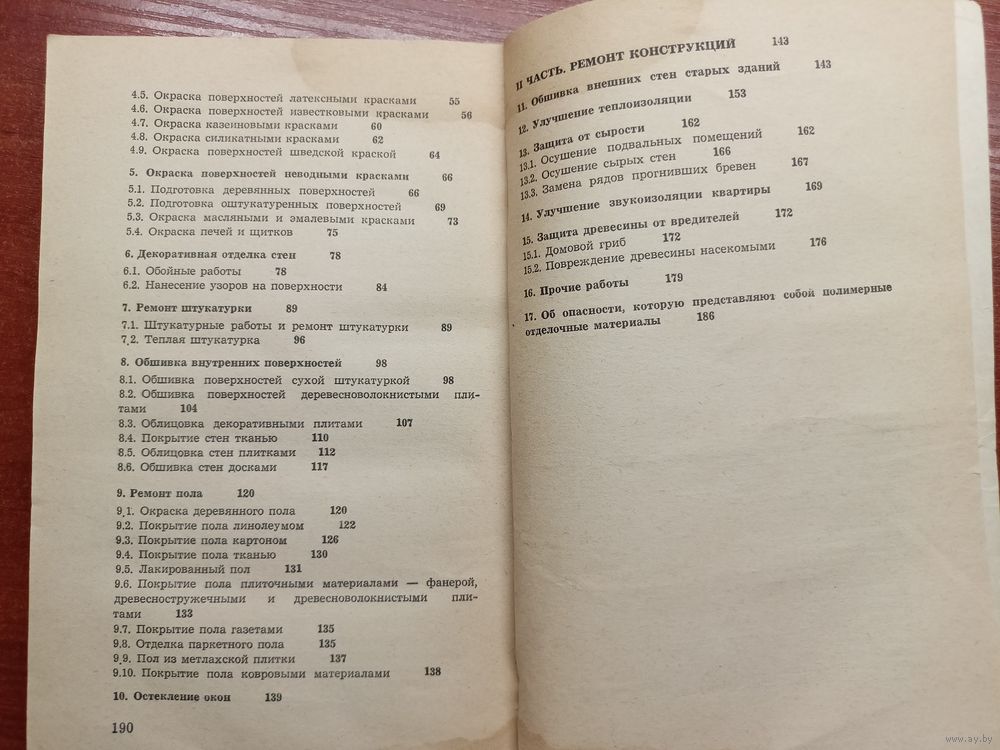 4.5. Окраска поверхностей латексными красками 55
4.6. Окраска поверхностей известковыми красками 56
4.7. Окраска казеиновыми красками 60
4.8. Окраска силикатными красками 62
4.9. Окраска поверхностей шведской краской 64
5. Окраска поверхностей неводными красками 66
5.1. Подготовка деревянных поверхностей 66
5.2. Подготовка оштукатуренных поверхностей 69
5.3. Окраска масляными и эмалевыми красками 73
5.4. Окраска печей и щитков 75
6. Декоративная отделка стен 78
6.1. Обойные работы 78
6.2. Нанесение узоров на поверхности 84
7. Ремонт штукатурки 89
7.1. Штукатурные работы и ремонт штукатурки 89
7.2. Теплая штукатурка 96
8. Обшивка внутренних поверхностей 98
8.1. Обшивка поверхностей сухой штукатуркой 98
8.2. Обшивка поверхностей деревесноволокнистыми пли-
тами 104
8.3. Облицовка декоративными плитами 107
8.4. Покрытие стен тканью 110
8.5. Облицовка стен плитками 112
8.6. Обшивка стен досками 117
9. Ремонт пола 120
9.1. Окраска деревянного пола 120
9.2. Покрытие пола линолеумом 122
9.3. Покрытие пола картоном 126
9.4. Покрытие пола тканью 130
9.5. Лакированный пол 131
9.6. Покрытие пола плиточными материалами — фанерой,
древесностружечными и древесноволокнистыми пли-
тами 133
9.7. Покрытие пола газетами 135
9.8. Отделка паркетного пола 135
9.9. Пол из метлахской плитки 137
9.10. Покрытие пола ковровыми материалами 138
10. Остекление окон 139
190
II ЧАСТЬ. РЕМОНТ КОНСТРУКЦИЙ 143
11. Обшивка внешних стен старых зданий 143
12. Улучшение теплоизоляции 153
13. Защита от сырости 162
13.1. Осушение подвальных помещений 162
13.2. Осушение сырых стен 166
13.3. Замена рядов прогнивших бревен 167
14. Улучшение звукоизоляции квартиры 169
15. Защита древесины от вредителей 172
15.1. Домовой гриб 172
15.2. Повреждение древесины насекомыми 176
16. Прочие работы 179
17. Об опасности, которую представляют собой полимерные
отделочные материалы 186
www.ay.by